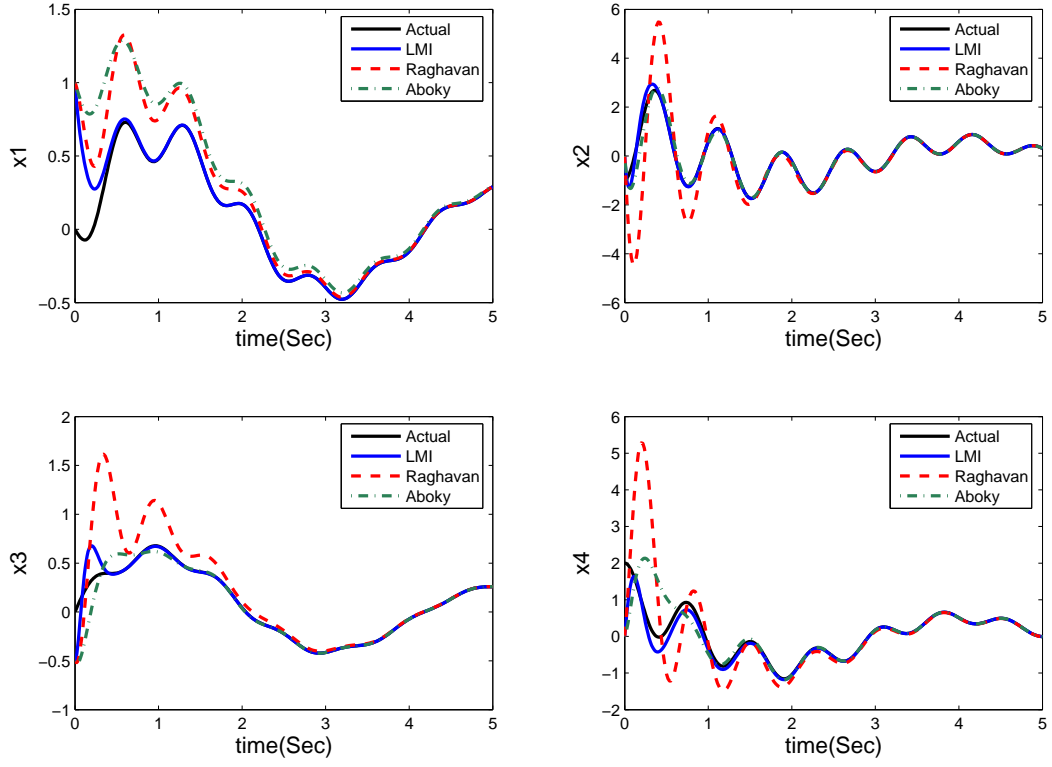 1.5
1
0.5
0
−0.5
x1
0 1 2 3 4 5
time(Sec)
Actual
LMI
Raghavan
Aboky
6
4
2
0
−2
−4
−6
x2
0 1 2 3 4 5
time(Sec)
Actual
LMI
Raghavan
Aboky
2
1.5
1
0.5
0
−0.5
−1
x3
0 1 2 3 4 5
time(Sec)
Actual
LMI
Raghavan
Aboky
6
5
4
3
2
1
0
−1
−2
x4
0 1 2 3 4 5
time(Sec)
Actual
LMI
Raghavan
Aboky